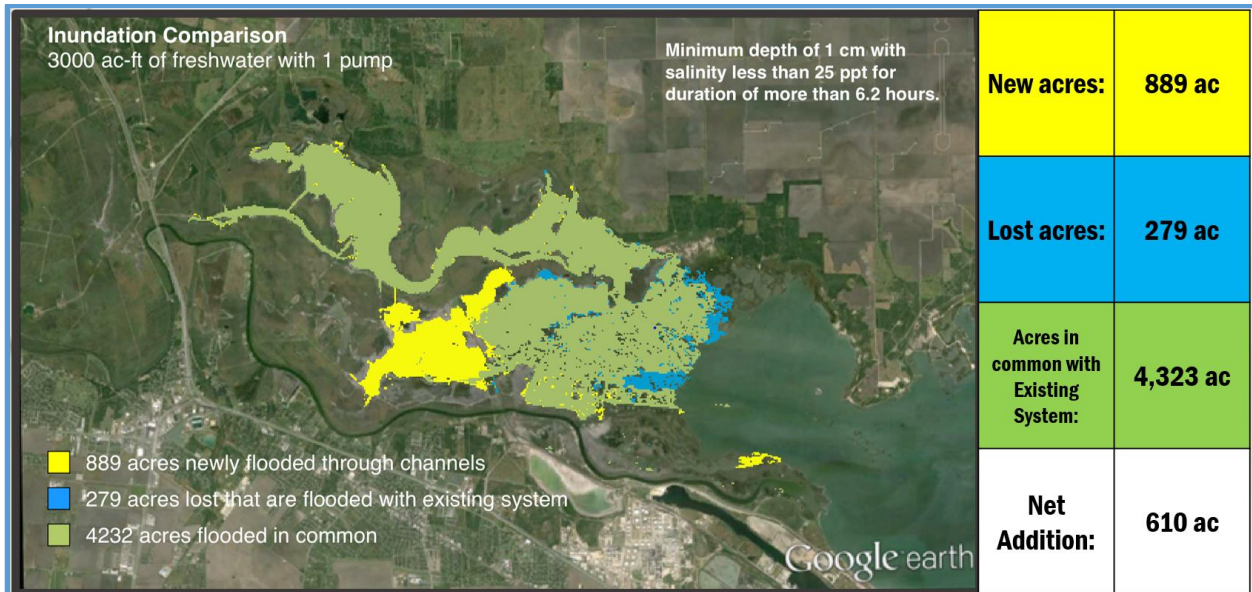 Inundation Comparison
3000 ac-ft of freshwater with 1 pump
Minimum depth of 1 cm with
salinity less than 25 ppt for
duration of more than 6.2 hours.
889 acres newly flooded through channels
279 acres lost that are flooded with existing system
4232 acres flooded in common
Google earth
New acres:
889 ac
Lost acres:
279 ac
Acres in
common with
Existing
System:
4,323 ac
Net
Addition:
610 ac